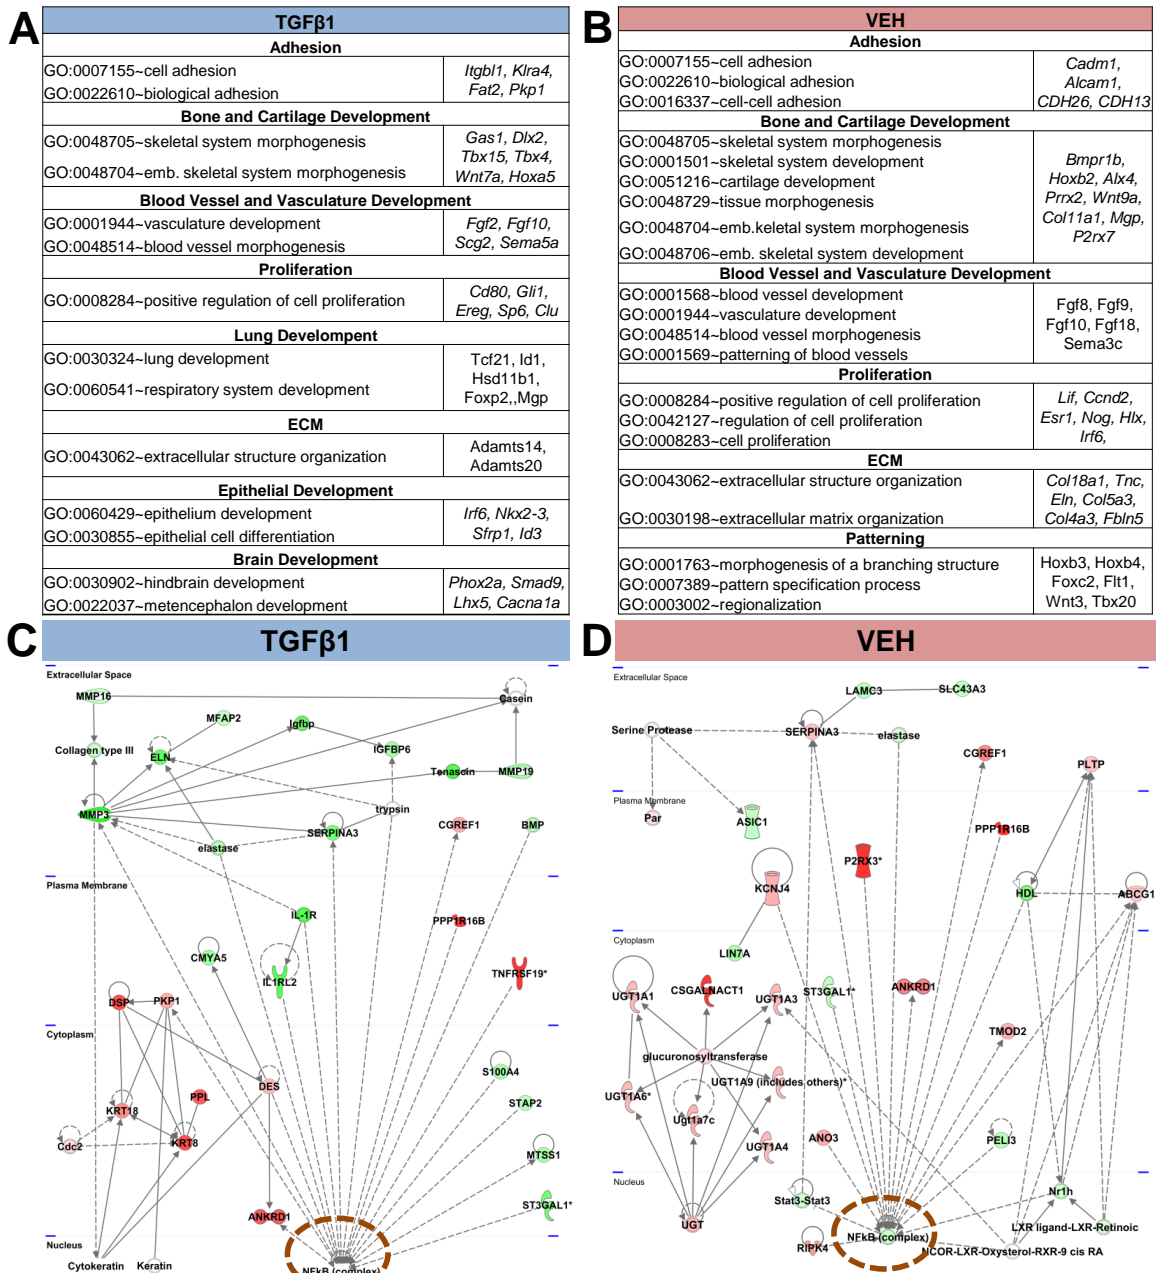 A
TGFβ1
Adhesion
GO:0007155~cell adhesion
GO:0022610~biological adhesion
Itgbl1, Klra4,
Fat2, Pkp1
Bone and Cartilage Development
GO:0048705~skeletal system morphogenesis
GO:0048704~emb. skeletal system morphogenesis
Gas1, Dlx2,
Tbx15, Tbx4,
Wnt7a, Hoxa5
Blood Vessel and Vasculature Development
GO:0001944~vasculature development
GO:0048514~blood vessel morphogenesis
Fgf2, Fgf10,
Scg2, Sema5a
Proliferation
GO:0008284~positive regulation of cell proliferation
Cd80, Gli1,
Ereg, Sp6, Clu
Lung Develompent
GO:0030324~lung development
GO:0060541~respiratory system development
Tcf21, Id1,
Hsd11b1,
Foxp2,,Mgp
ECM
GO:0043062~extracellular structure organization
Adamts14,
Adamts20
Epithelial Development
GO:0060429~epithelium development
GO:0030855~epithelial cell differentiation
Irf6, Nkx2-3,
Sfrp1, Id3
Brain Development
GO:0030902~hindbrain development
GO:0022037~metencephalon development
Phox2a, Smad9,
Lhx5, Cacna1a
B
VEH
Adhesion
GO:0007155~cell adhesion
GO:0022610~biological adhesion
GO:0016337~cell-cell adhesion
Cadm1,
Alcam1,
CDH26, CDH13
Bone and Cartilage Development
GO:0048705~skeletal system morphogenesis
GO:0001501~skeletal system development
GO:0051216~cartilage development
GO:0048729~tissue morphogenesis
GO:0048704~emb.keletal system morphogenesis
GO:0048706~emb. skeletal system development
Bmpr1b,
Hoxb2, Alx4,
Prrx2, Wnt9a,
Col11a1, Mgp,
P2rx7
Blood Vessel and Vasculature Development
GO:0001568~blood vessel development
GO:0001944~vasculature development
GO:0048514~blood vessel morphogenesis
GO:0001569~patterning of blood vessels
Fgf8, Fgf9,
Fgf10, Fgf18,
Sema3c
Proliferation
GO:0008284~positive regulation of cell proliferation
GO:0042127~regulation of cell proliferation
GO:0008283~cell proliferation
Lif, Ccnd2,
Esr1, Nog, Hlx,
Irf6,
ECM
GO:0043062~extracellular structure organization
GO:0030198~extracellular matrix organization
Col18a1, Tnc,
Eln, Col5a3,
Col4a3, Fbln5
Patterning
GO:0001763~morphogenesis of a branching structure
GO:0007389~pattern specification process
GO:0003002~regionalization
Hoxb3, Hoxb4,
Foxc2, Flt1,
Wnt3, Tbx20
C
TGFβ1
Extracellular Space
MMP16
Casein
MFAP2
Igfbp
Collagen type III
ELN
IGFBP6
Tenascin
MMP19
MMP3
trypsin
SERPINA3
CGREF1
BMP
elastase
Plasma Membrane
IL-1R
PPP1R16B
CMYA5
IL1RL2
TNFRSF19*
DSP
PKP1
Cytoplasm
S100A4
DES
PPL
STAP2
KRT18
Cdc2
KRT8
MTSS1
ST3GAL1*
ANKRD1
Nucleus
Cytokeratin
Keratin
NFkB (complex)
D
VEH
Extracellular Space
LAMC3
SLC43A3
Serine Protease
SERPINA3
elastase
CGREF1
PLTP
Plasma Membrane
Par
ASIC1
PPP1R16B
P2RX3*
KCNJ4
HDL
ABCG1
Cytoplasm
LIN7A
UGT1A1
CSGALNACT1
UGT1A3
ST3GAL1*
ANKRD1
TMOD2
glucuronosyltransferase
UGT1A9 (includes others)*
UGT1A6*
Ugt1a7c
UGT1A4
ANO3
PELI3
Nucleus
Stat3-Stat3
Nr1h
UGT
LXR ligand-LXR-Retinoic
NFkB (complex)
RIPK4
NCOR-LXR-Oxysterol-RXR-9 cis RA